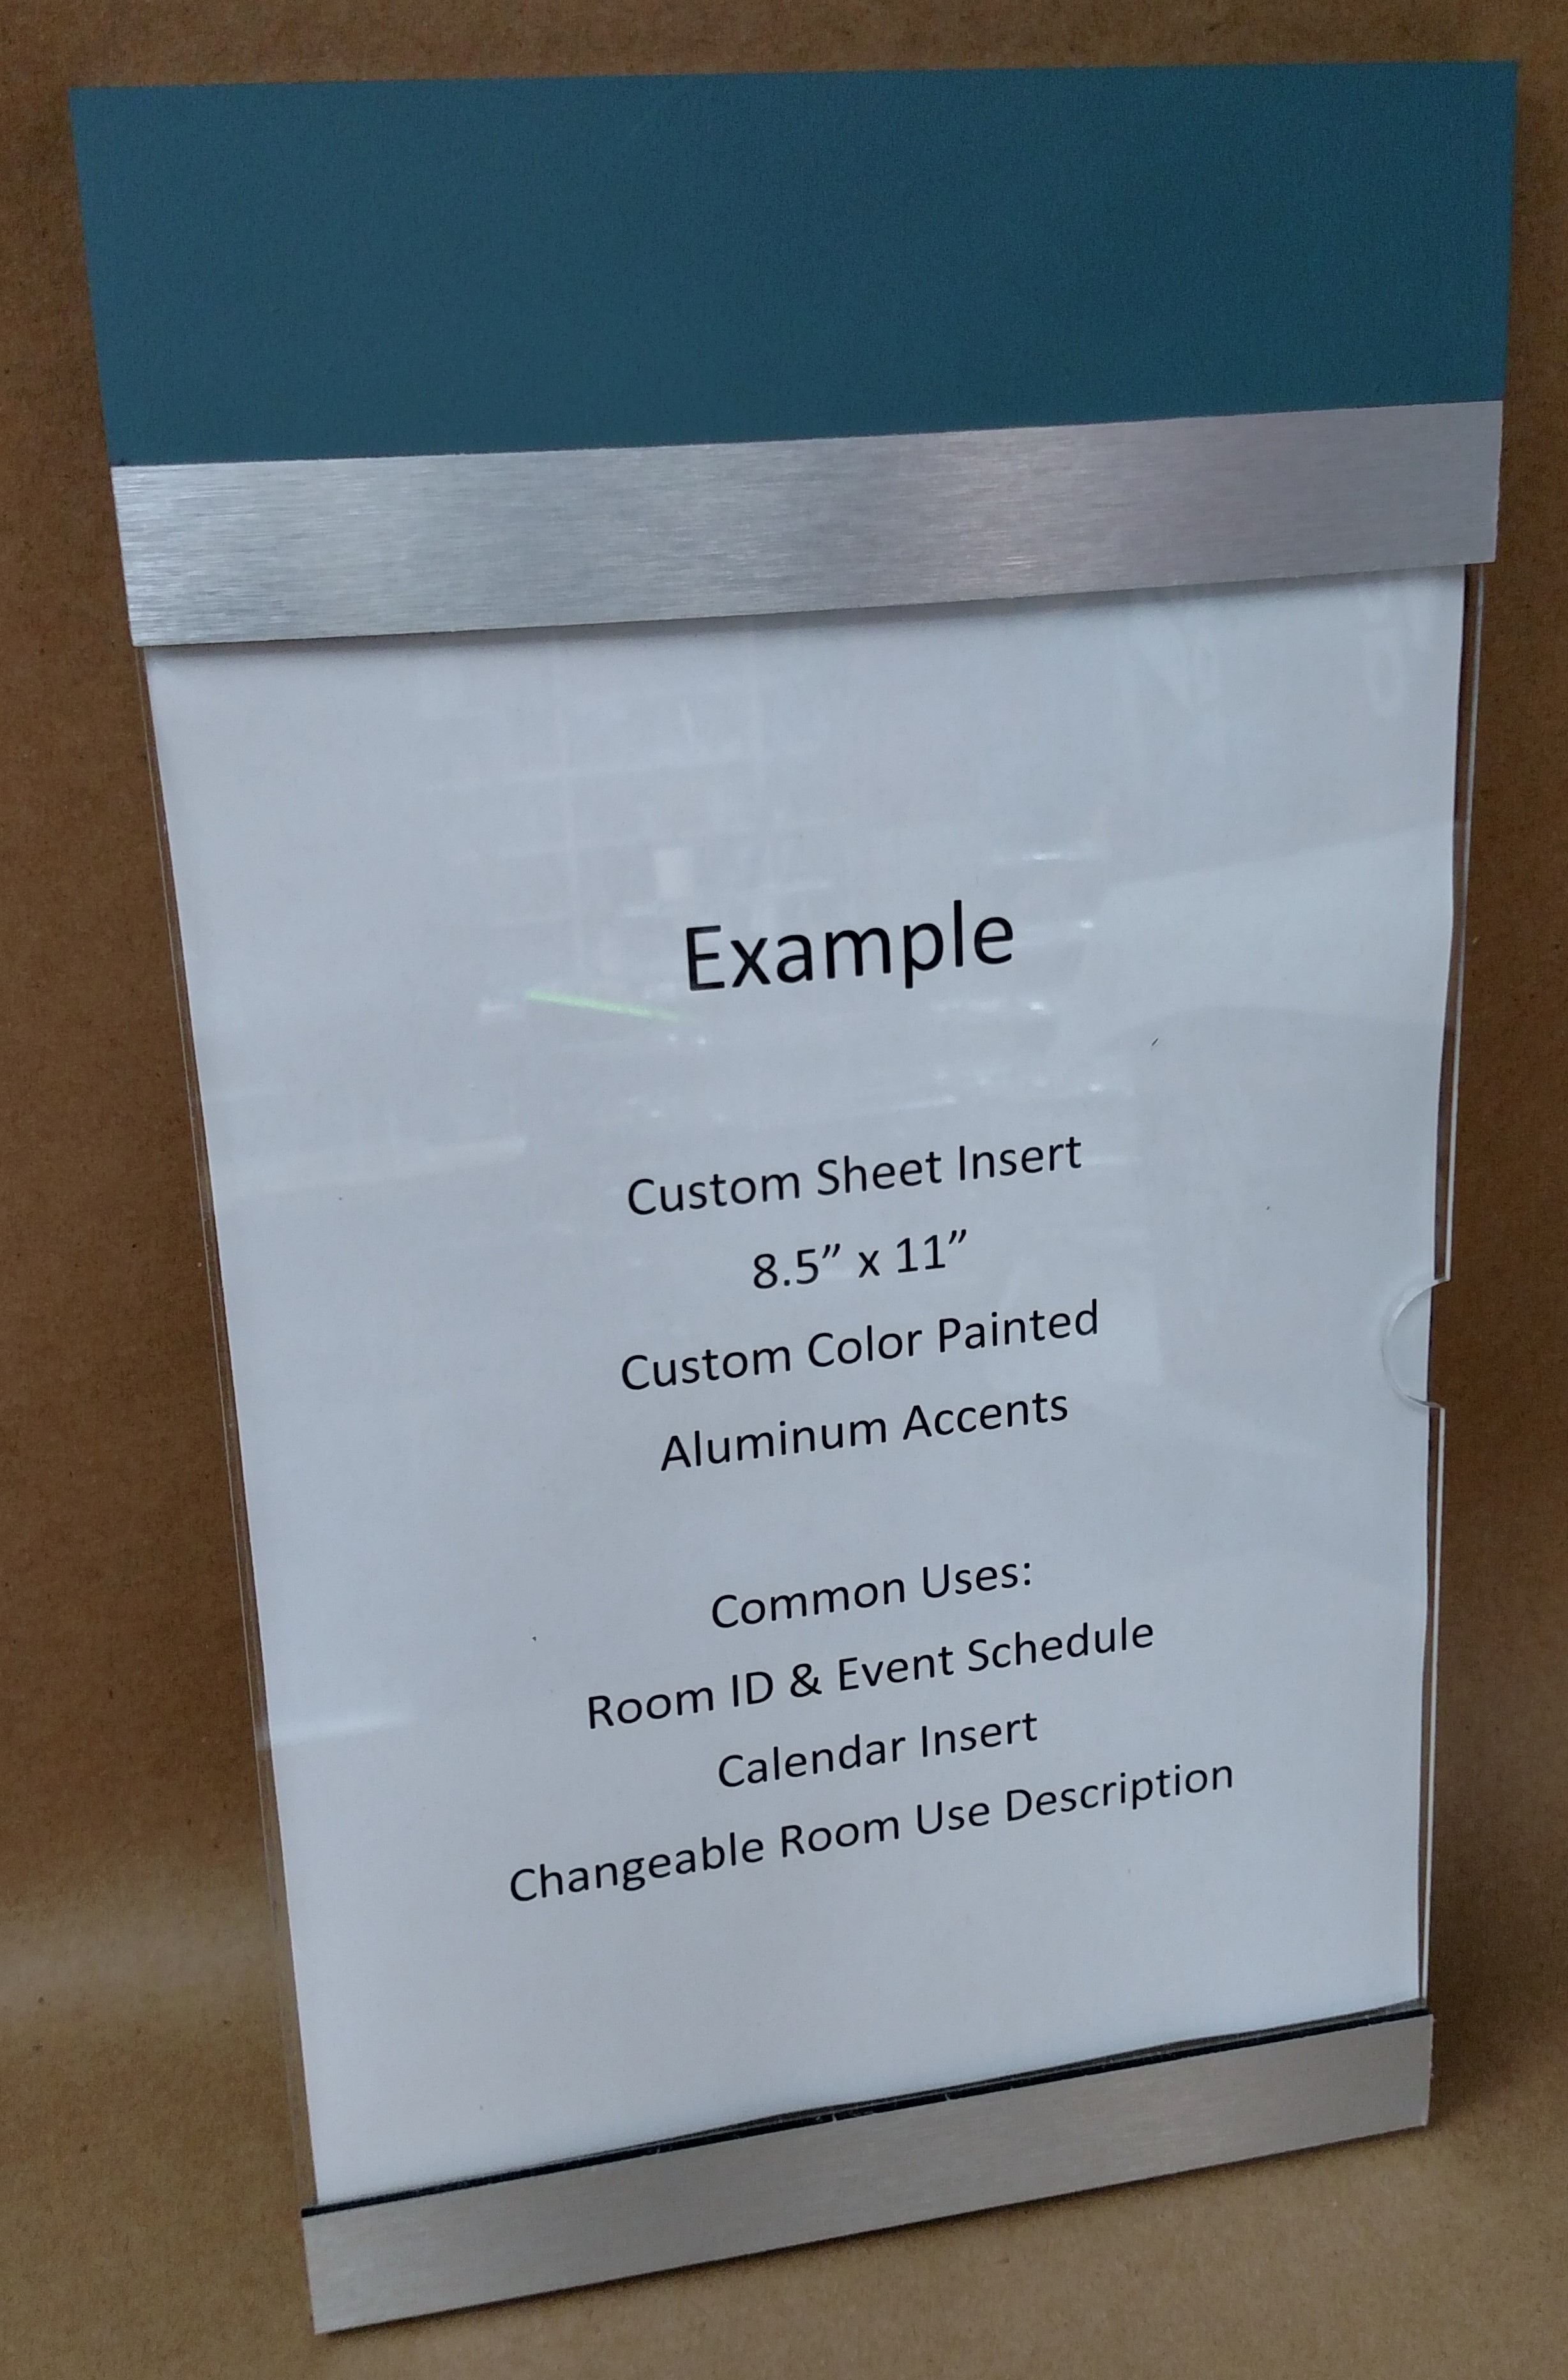 Example
Custom Sheet Insert
8.5” x 11”
Custom Color Painted
Aluminum Accents
Common Uses:
Room ID & Event Schedule
Calendar Insert
Changeable Room Use Description